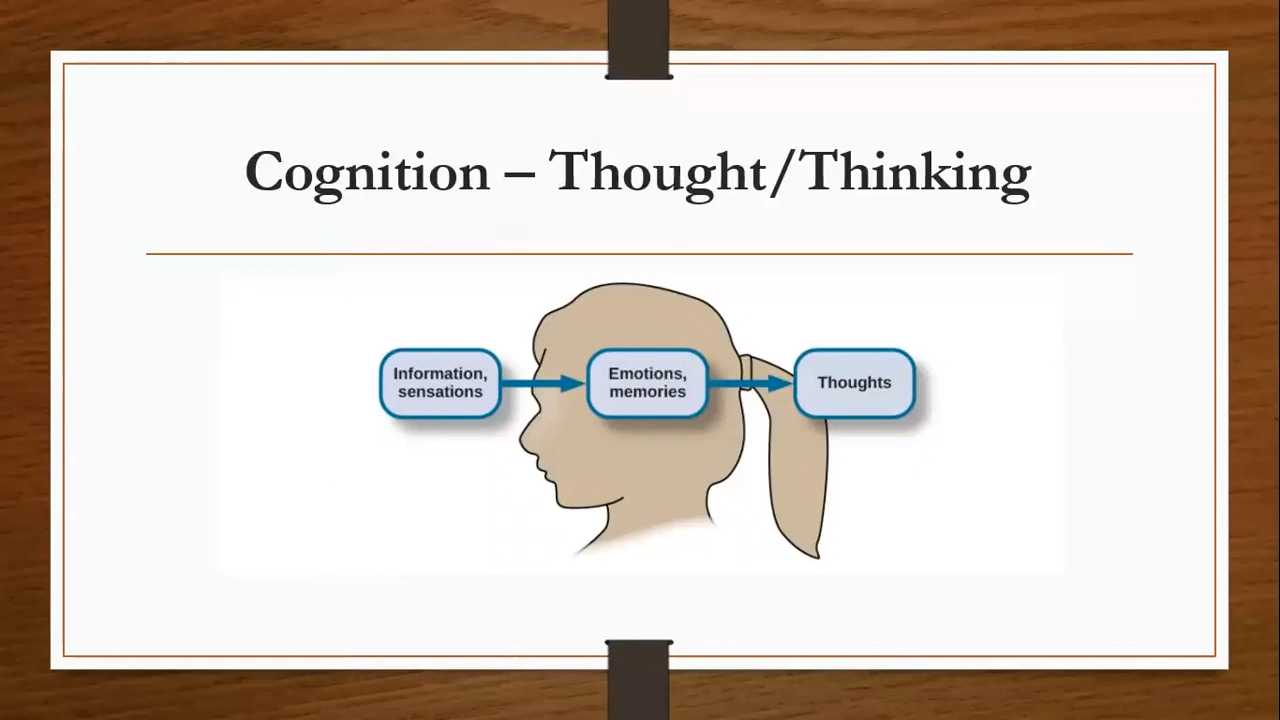 Cognition – Thought/Thinking
Information,
sensations
Emotions,
memories
Thoughts